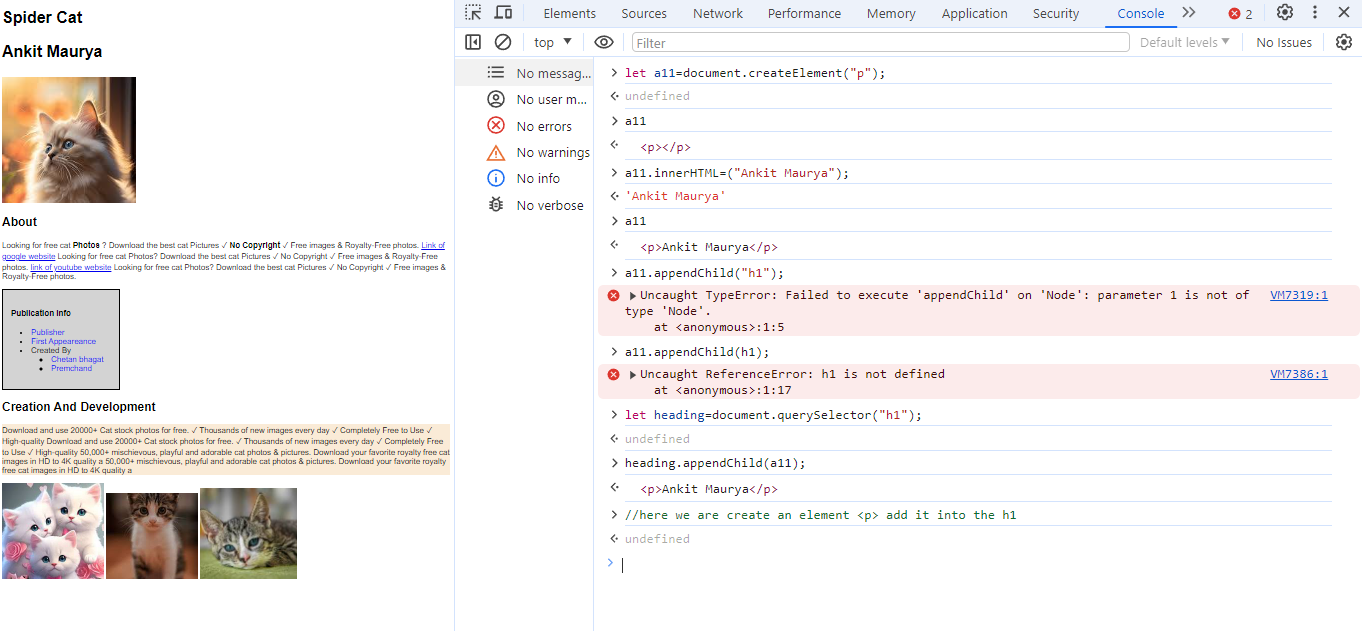 Spider Cat
Ankit Maurya
About
Looking for free cat Photos ? Download the best cat Pictures ✓ No Copyright ✓ Free images & Royalty-Free photos. Link of
google website Looking for free cat Photos? Download the best cat Pictures ✓ No Copyright ✓ Free images & Royalty-Free
photos. link of youtube website Looking for free cat Photos? Download the best cat Pictures ✓ No Copyright ✓ Free images &
Royalty-Free photos.
Publication Info
Publisher
First Appeareance
Created By
Chetan bhagat
Premchand
Creation And Development
Download and use 20000+ Cat stock photos for free. ✓ Thousands of new images every day ✓ Completely Free to Use ✓
High-quality Download and use 20000+ Cat stock photos for free. ✓ Thousands of new images every day ✓ Completely Free
to Use ✓ High-quality 50,000+ mischievous, playful and adorable cat photos & pictures. Download your favorite royalty free cat
images in HD to 4K quality a 50,000+ mischievous, playful and adorable cat photos & pictures. Download your favorite royalty
free cat images in HD to 4K quality a
Elements Sources Network Performance Memory Application Security Console 2
top Filter Default levels No Issues
No messag...
No user m...
No errors
No warnings
No info
No verbose
> let a11=document.createElement("p");
undefined
> a11
<p></p>
> a11.innerHTML=("Ankit Maurya");
'Ankit Maurya'
> a11
<p>Ankit Maurya</p>
> a11.appendChild("h1");
Uncaught TypeError: Failed to execute 'appendChild' on 'Node': parameter 1 is not of VM7319:1
type 'Node'.
at <anonymous>:1:5
> a11.appendChild(h1);
Uncaught ReferenceError: h1 is not defined VM7386:1
at <anonymous>:1:17
> let heading=document.querySelector("h1");
undefined
> heading.appendChild(a11);
<p>Ankit Maurya</p>
> //here we are create an element <p> add it into the h1
undefined
>